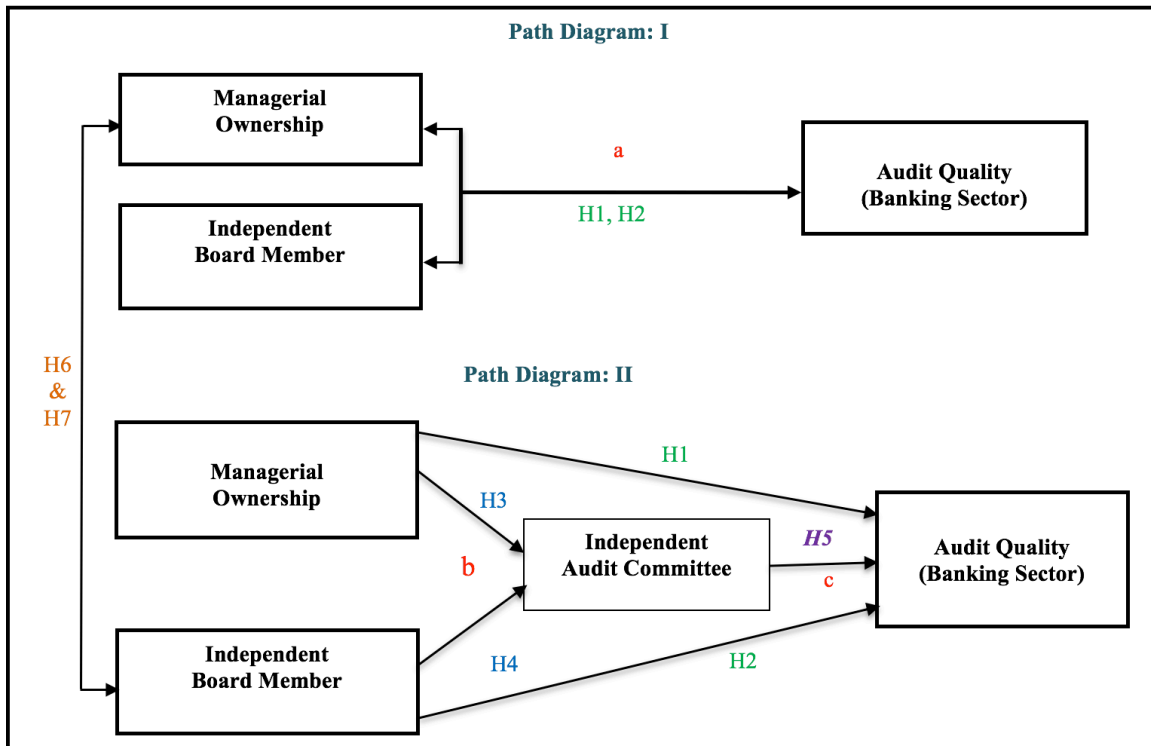 Path Diagram: I
Managerial
Ownership
a
Audit Quality
(Banking Sector)
H1, H2
Independent
Board Member
H6
&
H7
Path Diagram: II
Managerial
Ownership
H1
H3
Independent
Audit Committee
b
H5
c
Audit Quality
(Banking Sector)
Independent
Board Member
H4
H2